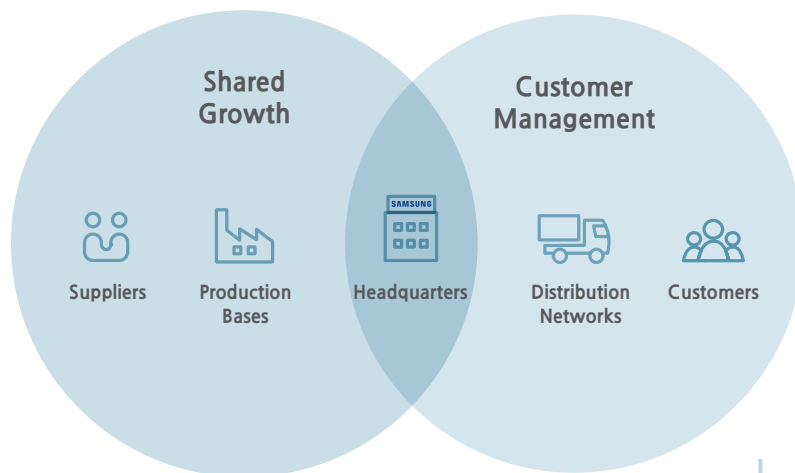 Shared
Growth
Customer
Management
SAMSUNG
Suppliers
Production
Bases
Headquarters
Distribution
Networks
Customers